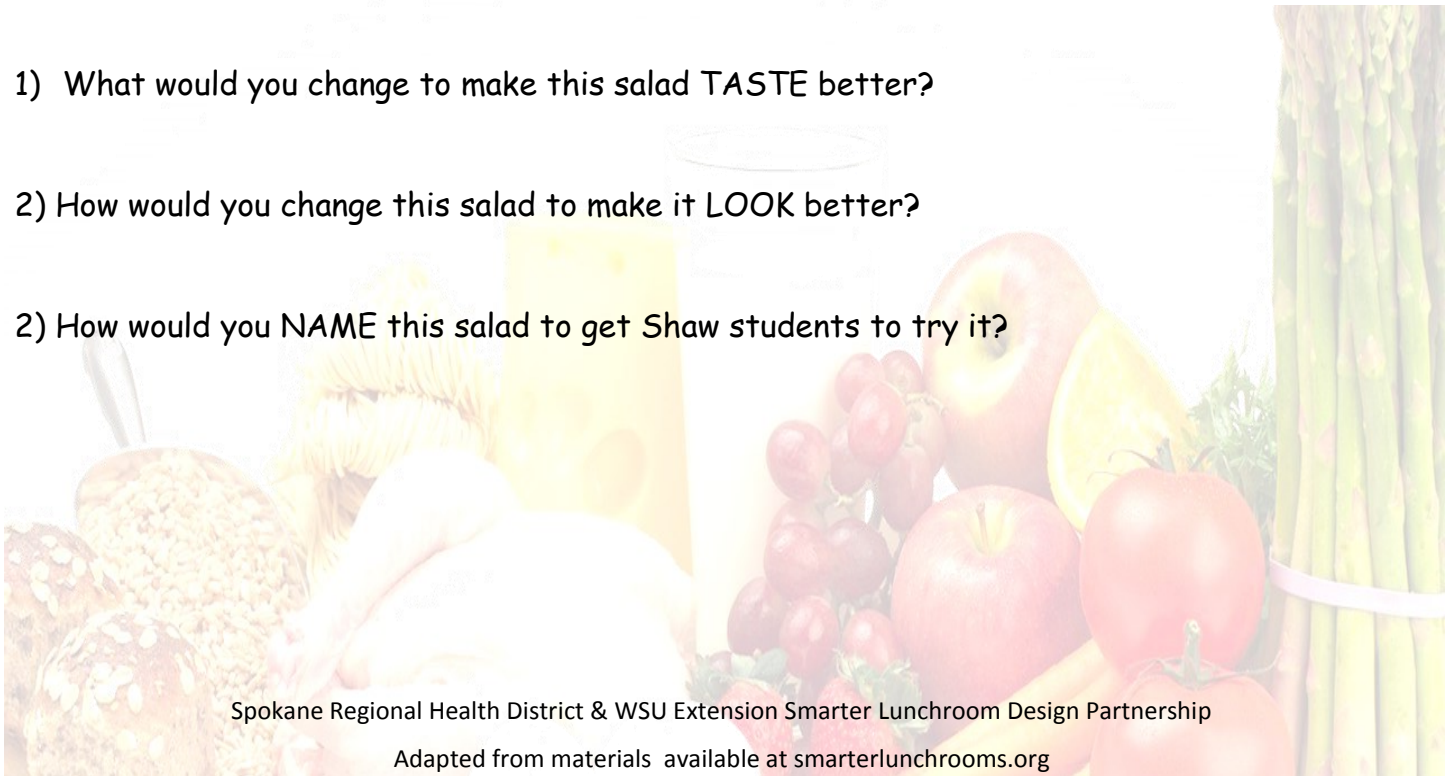 1) What would you change to make this salad TASTE better?
2) How would you change this salad to make it LOOK better?
2) How would you NAME this salad to get Shaw students to try it?
Spokane Regional Health District & WSU Extension Smarter Lunchroom Design Partnership
Adapted from materials available at smarterlunchrooms.org